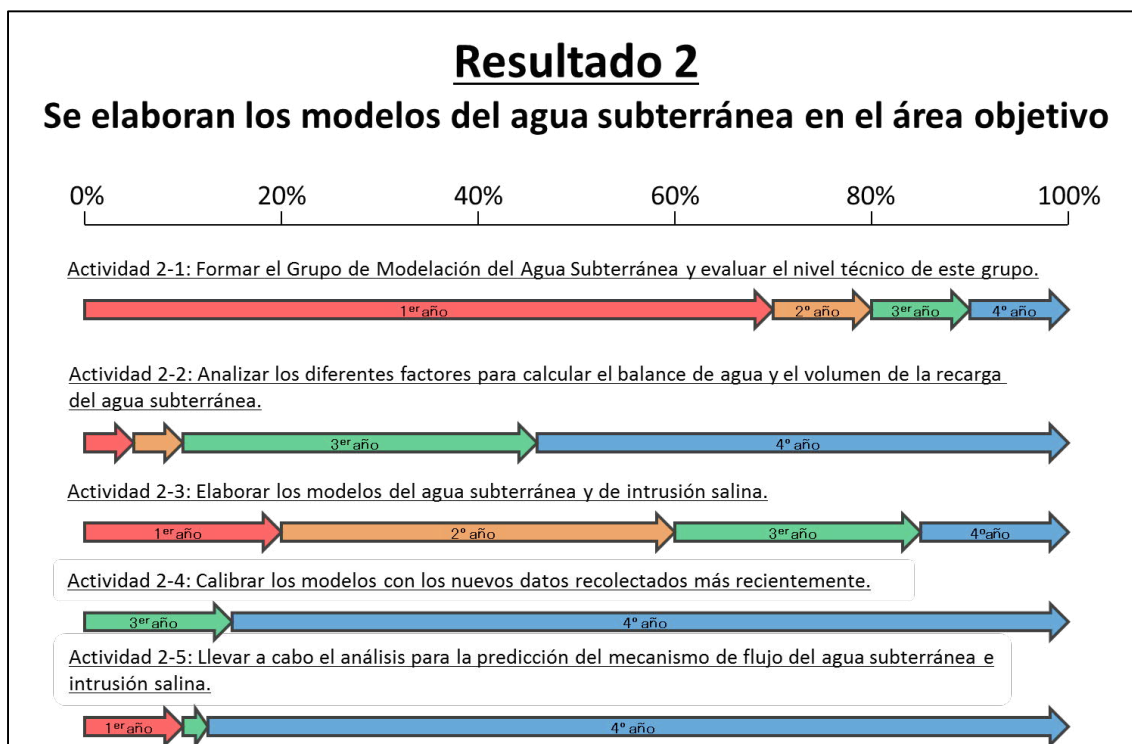 Resultado 2
Se elaboran los modelos del agua subterránea en el área objetivo
0% 20% 40% 60% 80% 100%
Actividad 2-1: Formar el Grupo de Modelación del Agua Subterránea y evaluar el nivel técnico de este grupo.
1er año 2º año 3er año 4º año
Actividad 2-2: Analizar los diferentes factores para calcular el balance de agua y el volumen de la recarga
del agua subterránea.
3er año 4º año
Actividad 2-3: Elaborar los modelos del agua subterránea y de intrusión salina.
1er año 2º año 3er año 4ºaño
Actividad 2-4: Calibrar los modelos con los nuevos datos recolectados más recientemente.
3er año 4º año
Actividad 2-5: Llevar a cabo el análisis para la predicción del mecanismo de flujo del agua subterránea e
intrusión salina.
1er año 4º año